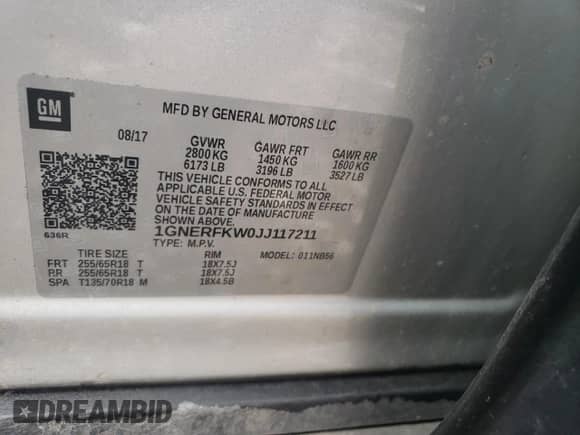 GM
MFD BY GENERAL MOTORS LLC
08/17 GVWR GAWR FRT GAWR RR
2800 KG 1450 KG 1600 KG
6173 LB 3196 LB 3527 LB
THIS VEHICLE CONFORMS TO ALL
APPLICABLE U.S. FEDERAL MOTOR
VEHICLE SAFETY STANDARDS IN EFFECT
ON THE DATE OF MANUFACTURE
SHOWN ABOVE.
636R
1GNERFKW0JJ117211
TYPE: M.P.V. MODEL: 011NB56
TIRE SIZE RIM
FRT 255/65R18 T 18X7.5J
RR 255/65R18 T 18X7.5J
SPA T135/70R18 M 18X4.5B
DREAMBID